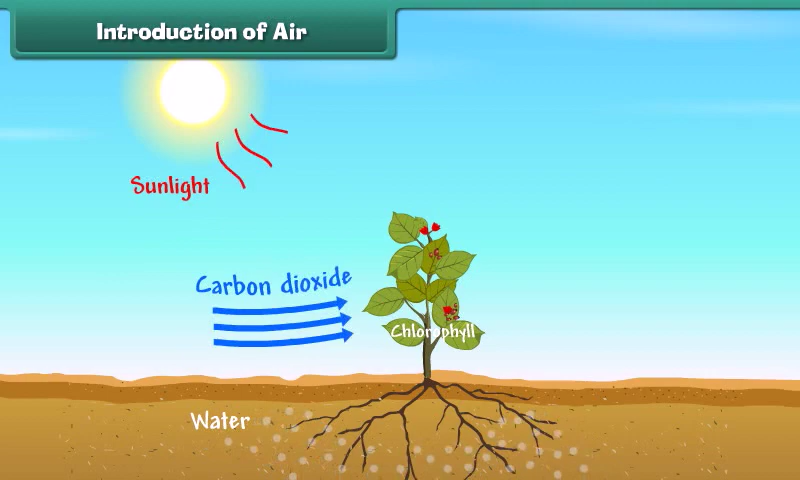 Introduction of Air
Sunlight
Carbon dioxide
Chlorophyll
Water